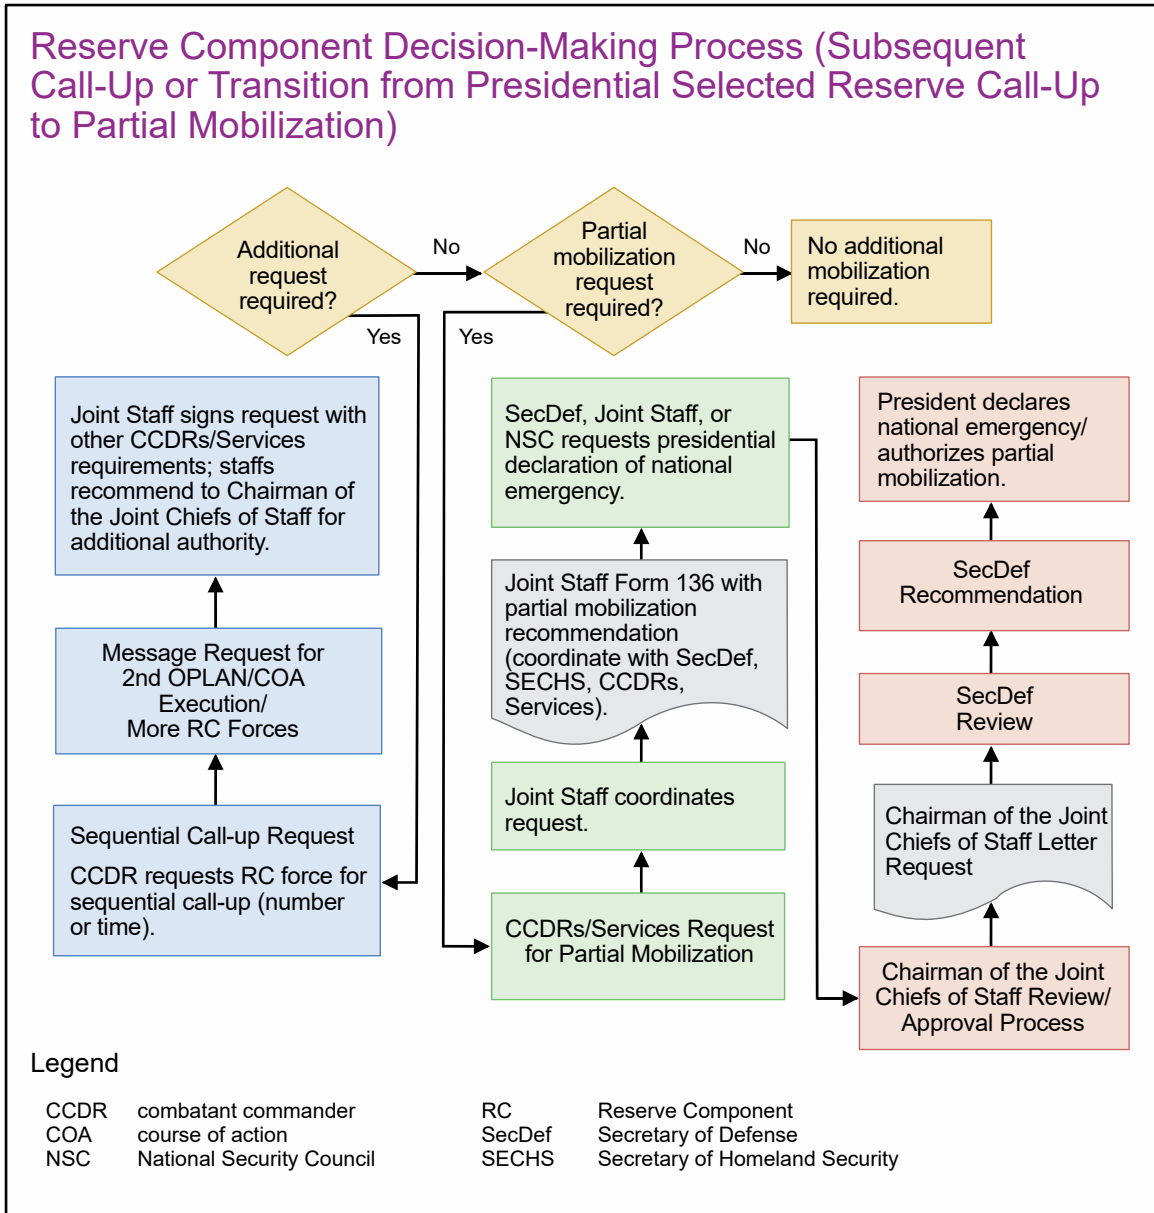 Reserve Component Decision-Making Process (Subsequent
Call-Up or Transition from Presidential Selected Reserve Call-Up
to Partial Mobilization)
Additional
request
required?
No
Partial
mobilization
request
required?
No
No additional
mobilization
required.
Yes
Yes
Joint Staff signs request with
other CCDRs/Services
requirements; staffs
recommend to Chairman of
the Joint Chiefs of Staff for
additional authority.
Message Request for
2nd OPLAN/COA
Execution/
More RC Forces
Sequential Call-up Request
CCDR requests RC force for
sequential call-up (number
or time).
SecDef, Joint Staff, or
NSC requests presidential
declaration of national
emergency.
Joint Staff Form 136 with
partial mobilization
recommendation
(coordinate with SecDef,
SECHS, CCDRs,
Services).
Joint Staff coordinates
request.
CCDRs/Services Request
for Partial Mobilization
President declares
national emergency/
authorizes partial
mobilization.
SecDef
Recommendation
SecDef
Review
Chairman of the Joint
Chiefs of Staff Letter
Request
Chairman of the Joint
Chiefs of Staff Review/
Approval Process
Legend
CCDR combatant commander
COA course of action
NSC National Security Council
RC Reserve Component
SecDef Secretary of Defense
SECHS Secretary of Homeland Security